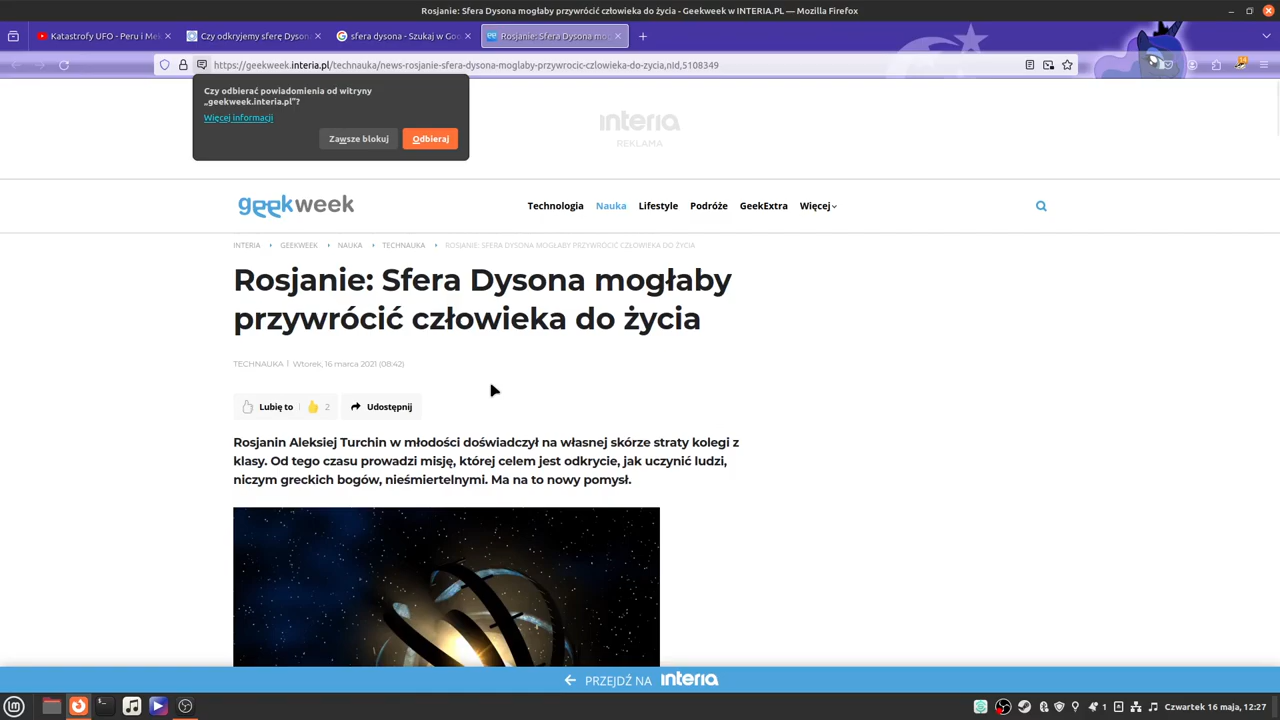 Rosjanie: Sfera Dysona mogłaby przywrócić człowieka do życia - Geekweek w INTERIA.PL — Mozilla Firefox
Katastrofy UFO - Peru i Mek
Czy odkryjemy sferę Dysona
sfera dysona - Szukaj w Goo
Rosjanie: Sfera Dysona mog
https://geekweek.interia.pl/technauka/news-rosjanie-sfera-dysona-moglaby-przywrocic-czlowieka-do-zycia,nId,5108349
Czy odbierać powiadomienia od witryny
„geekweek.interia.pl”?
Więcej informacji
Zawsze blokuj
Odbieraj
interia
REKLAMA
geekweek
Technologia Nauka Lifestyle Podróże GeekExtra Więcej
INTERIA GEEKWEEK NAUKA TECHNAUKA ROSJANIE: SFERA DYSONA MOGŁABY PRZYWRÓCIĆ CZŁOWIEKA DO ŻYCIA
Rosjanie: Sfera Dysona mogłaby
przywrócić człowieka do życia
TECHNAUKA | Wtorek, 16 marca 2021 (08:42)
Lubię to 2 Udostępnij
Rosjanin Aleksiej Turchin w młodości doświadczył na własnej skórze straty kolegi z
klasy. Od tego czasu prowadzi misję, której celem jest odkrycie, jak uczynić ludzi,
niczym greckich bogów, nieśmiertelnymi. Ma na to nowy pomysł.
PRZEJDŹ NA interia
1 Czwartek 16 maja, 12:27